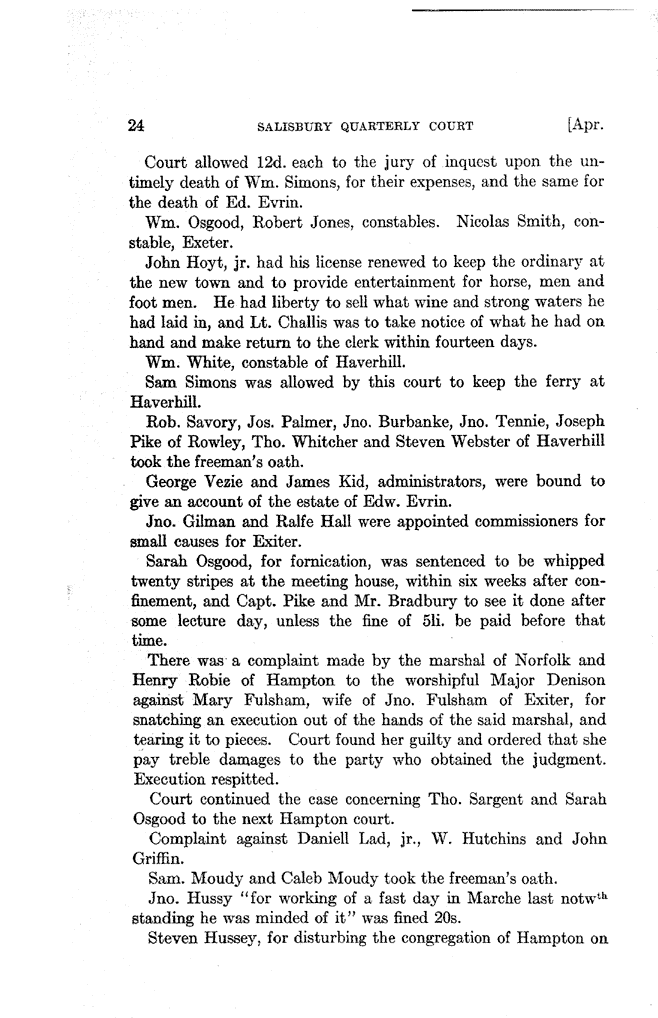 24 SALISBURY QUARTERLY COURT [Apr.
Court allowed 12d. each to the jury of inquest upon the un-
timely death of Wm. Simons, for their expenses, and the same for
the death of Ed. Evrin.
Wm. Osgood, Robert Jones, constables. Nicolas Smith, con-
stable, Exeter.
John Hoyt, jr. had his license renewed to keep the ordinary at
the new town and to provide entertainment for horse, men and
foot men. He had liberty to sell what wine and strong waters he
had laid in, and Lt. Challis was to take notice of what he had on
hand and make return to the clerk within fourteen days.
Wm. White, constable of Haverhill.
Sam Simons was allowed by this court to keep the ferry at
Haverhill.
Rob. Savory, Jos. Palmer, Jno. Burbanke, Jno. Tennie, Joseph
Pike of Rowley, Tho. Whitcher and Steven Webster of Haverhill
took the freeman's oath.
George Vezie and James Kid, administrators, were bound to
give an account of the estate of Edw. Evrin.
Jno. Gilman and Ralfe Hall were appointed commissioners for
small causes for Exiter.
Sarah Osgood, for fornication, was sentenced to be whipped
twenty stripes at the meeting house, within six weeks after con-
finement, and Capt. Pike and Mr. Bradbury to see it done after
some lecture day, unless the fine of 5li. be paid before that
time.
There was a complaint made by the marshal of Norfolk and
Henry Robie of Hampton to the worshipful Major Denison
against Mary Fulsham, wife of Jno. Fulsham of Exiter, for
snatching an execution out of the hands of the said marshal, and
tearing it to pieces. Court found her guilty and ordered that she
pay treble damages to the party who obtained the judgment.
Execution respitted.
Court continued the case concerning Tho. Sargent and Sarah
Osgood to the next Hampton court.
Complaint against Daniell Lad, jr., W. Hutchins and John
Griffin.
Sam. Moudy and Caleb Moudy took the freeman's oath.
Jno. Hussy "for working of a fast day in Marche last notwth
standing he was minded of it" was fined 20s.
Steven Hussey, for disturbing the congregation of Hampton on